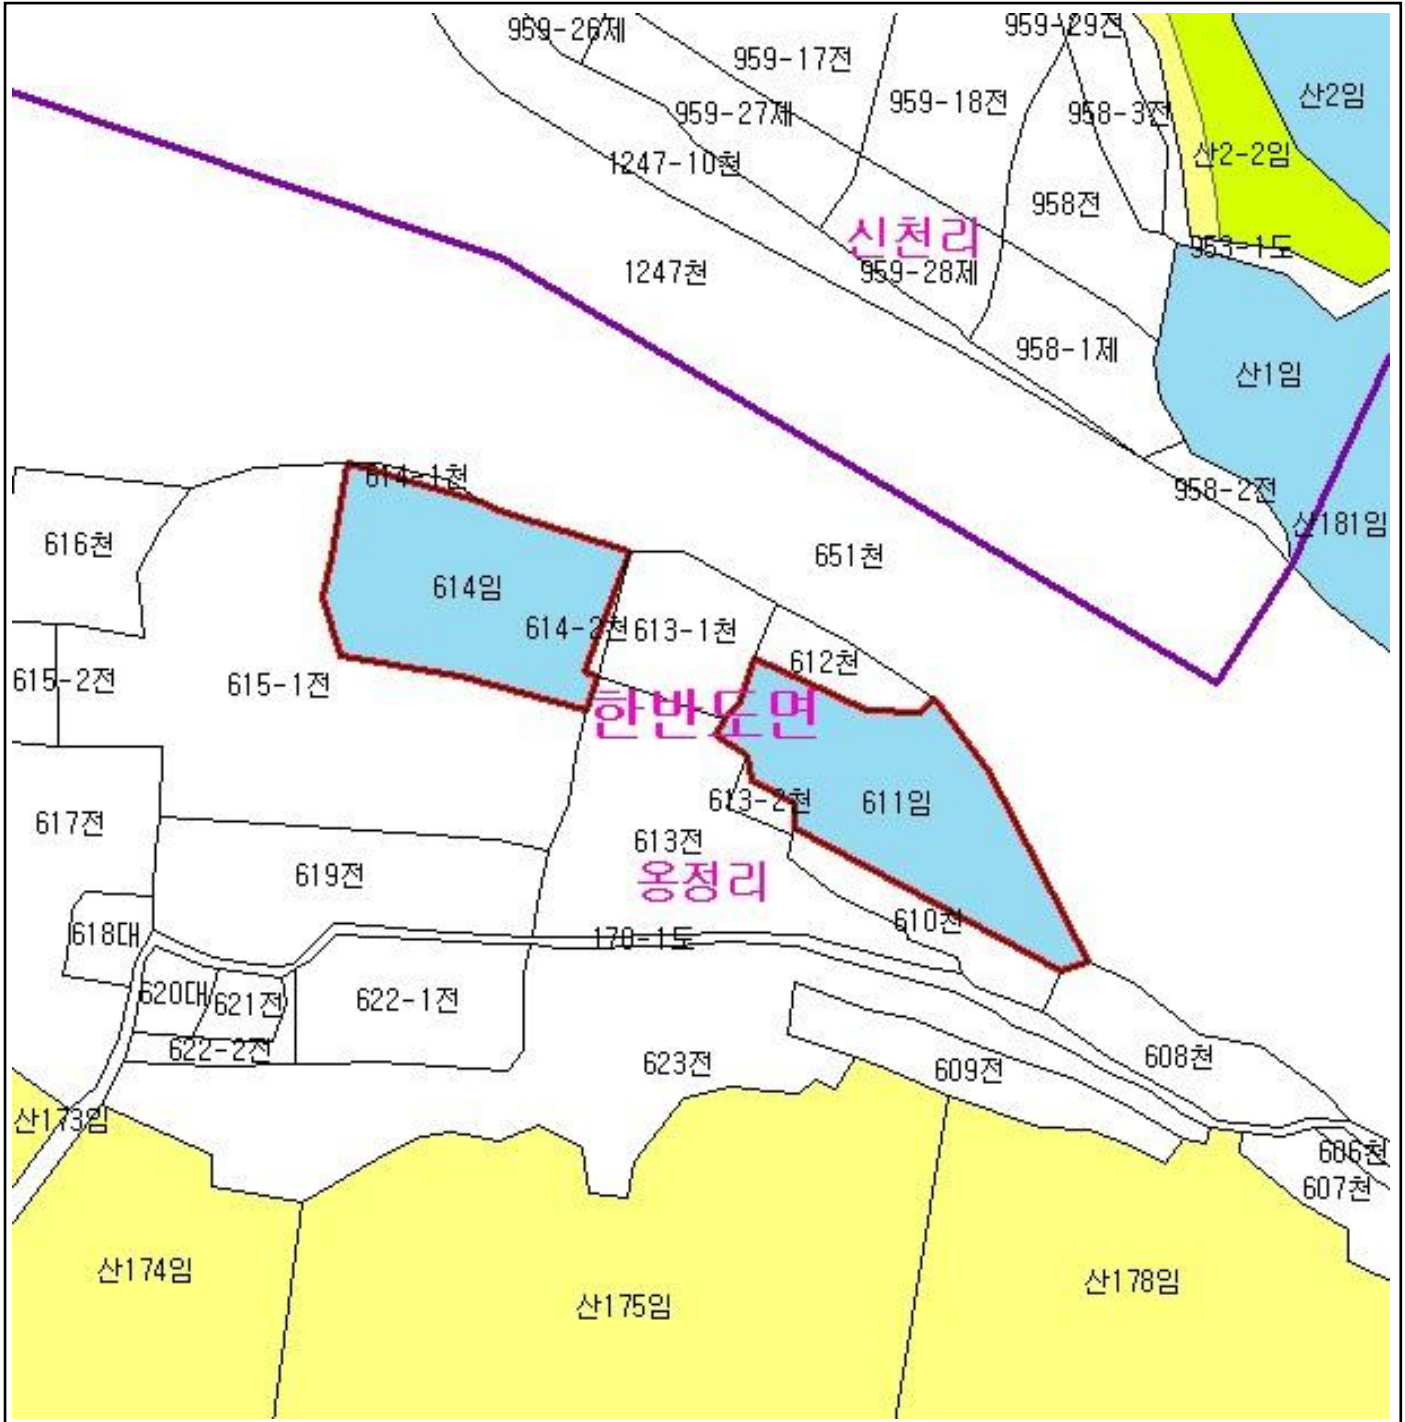 959-26제
959-29전
959-17전
산2임
959-18전
959-27제
958-3전
산2-2임
1247-10천
958전
신천리
953-1도
1247천
959-28제
958-1제
산1임
614-1천
958-2전
산181임
616천
651천
614임
614-2천
613-1천
612천
615-2전
615-1전
한반도면
613-2천
611임
617전
613전
619전
옹정리
610천
618대
170-1도
620대
621전
622-1전
622-2전
608천
623전
609전
산173임
606천
607천
산174임
산178임
산175임